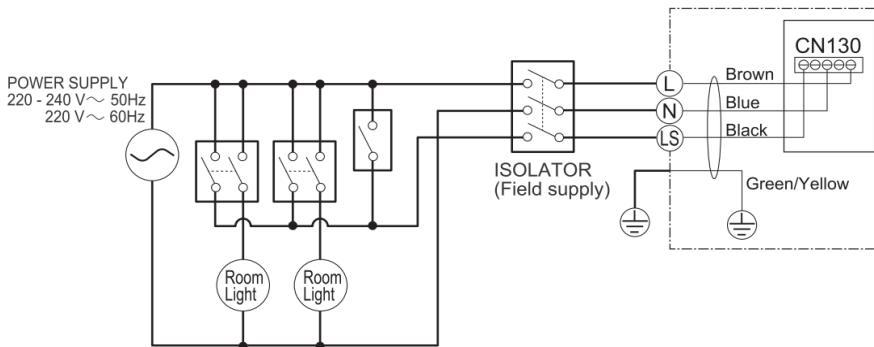 POWER SUPPLY
220 - 240 V～ 50Hz
220 V～ 60Hz
Room
Light
Room
Light
ISOLATOR
(Field supply)
L
N
LS
Brown
Blue
Black
Green/Yellow
CN130